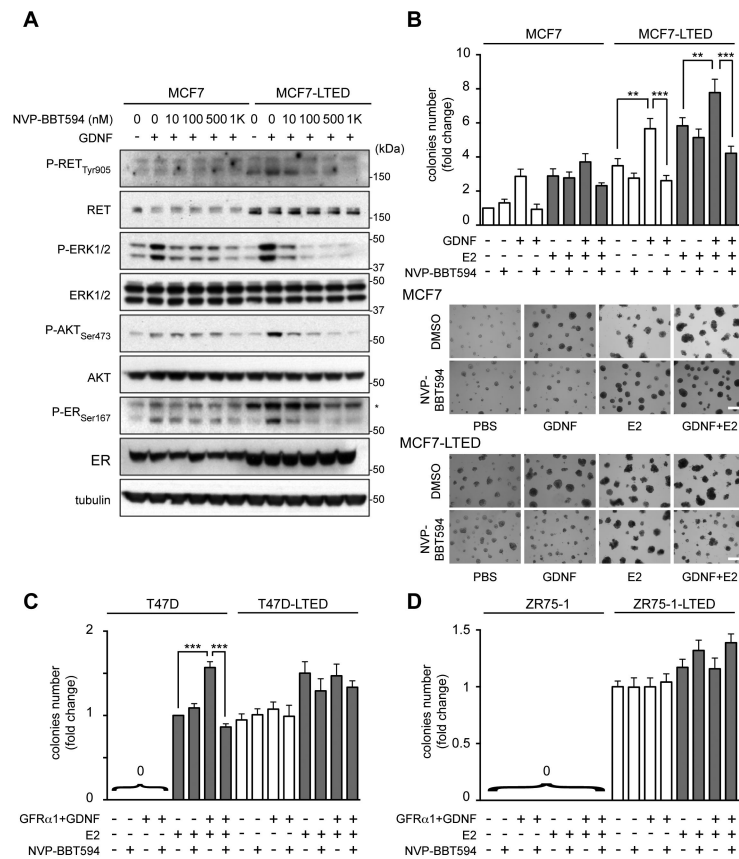 A
MCF7 MCF7-LTED
NVP-BBT594 (nM) 0 0 10 100 500 1K 0 0 10 100 500 1K
GDNF - + + + + + - + + + + +
(kDa)
P-RETTyr905
150
RET
150
P-ERK1/2
50
37
ERK1/2
50
37
P-AKTSer473
50
AKT
50
P-ERSer167
*
50
ER
50
tubulin
50
B
MCF7 MCF7-LTED
colonies number
(fold change)
10
8
6
4
2
0
** *** ** ***
GDNF - - + + - - + + - - + + - - + +
E2 - - - - + + + + - - - - + + + +
NVP-BBT594 - + - + - + - + - + - + - + - +
MCF7
DMSO
NVP-
BBT594
PBS GDNF E2 GDNF+E2
MCF7-LTED
DMSO
NVP-
BBT594
PBS GDNF E2 GDNF+E2
C
T47D T47D-LTED
colonies number
(fold change)
2
1
0
0
*** ***
GFRα1+GDNF - - + + - - + + - - + + - - + +
E2 - - - - + + + + - - - - + + + +
NVP-BBT594 - + - + - + - + - + - + - + - +
D
ZR75-1 ZR75-1-LTED
colonies number
(fold change)
1.5
1
0.5
0
0
GFRα1+GDNF - - + + - - + + - - + + - - + +
E2 - - - - + + + + - - - - + + + +
NVP-BBT594 - + - + - + - + - + - + - + - +